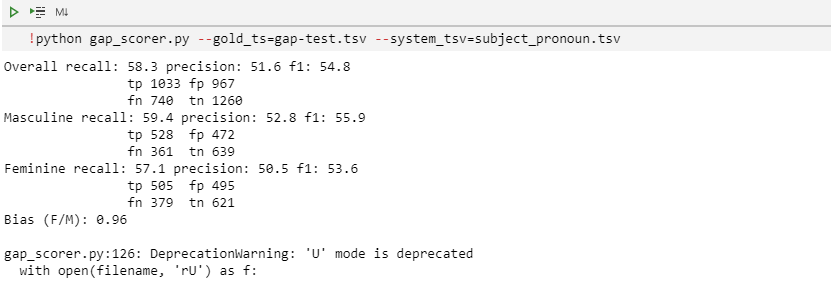 M↓
!python gap_scorer.py --gold_ts=gap-test.tsv --system_tsv=subject_pronoun.tsv
Overall recall: 58.3 precision: 51.6 f1: 54.8
tp 1033 fp 967
fn 740 tn 1260
Masculine recall: 59.4 precision: 52.8 f1: 55.9
tp 528 fp 472
fn 361 tn 639
Feminine recall: 57.1 precision: 50.5 f1: 53.6
tp 505 fp 495
fn 379 tn 621
Bias (F/M): 0.96
gap_scorer.py:126: DeprecationWarning: 'U' mode is deprecated
with open(filename, 'rU') as f: